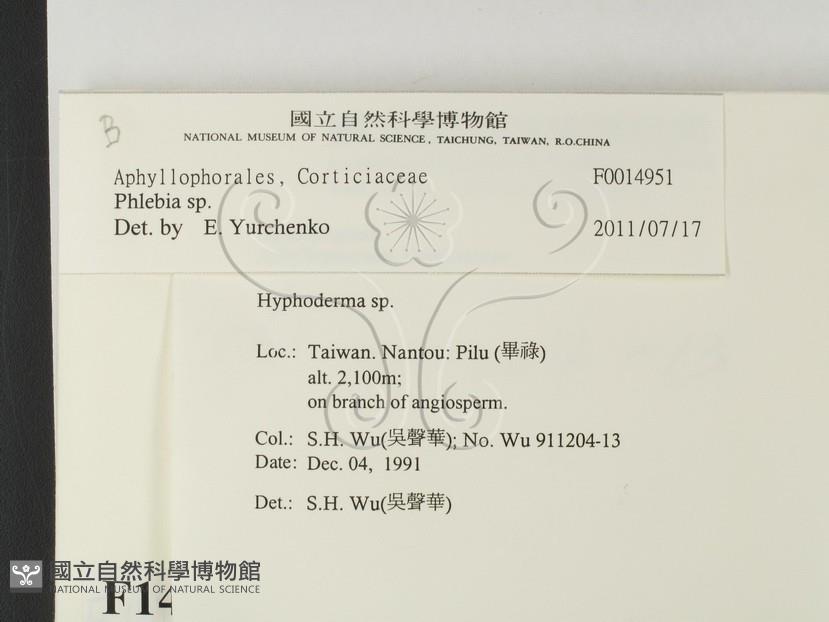 B
國立自然科學博物館
NATIONAL MUSEUM OF NATURAL SCIENCE, TAICHUNG, TAIWAN, R.O.CHINA
Aphyllophorales, Corticiaceae F0014951
Phlebia sp.
Det. by E. Yurchenko 2011/07/17
Hyphoderma sp.
Loc.: Taiwan. Nantou: Pilu (畢祿)
alt. 2,100m;
on branch of angiosperm.
Col.: S.H. Wu(吳聲華); No. Wu 911204-13
Date: Dec. 04, 1991
Det.: S.H. Wu(吳聲華)
國立自然科學博物館
NATIONAL MUSEUM OF NATURAL SCIENCE
F14